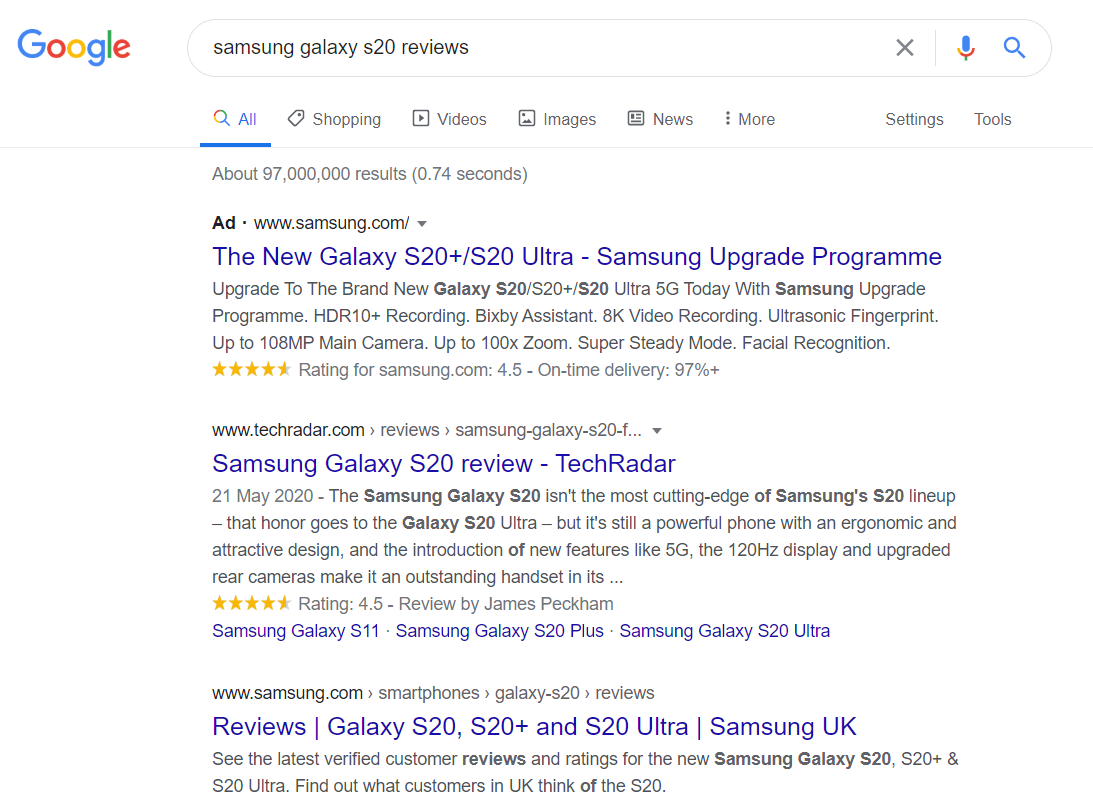 Google
samsung galaxy s20 reviews
All Shopping Videos Images News More Settings Tools
About 97,000,000 results (0.74 seconds)
Ad · www.samsung.com/
The New Galaxy S20+/S20 Ultra - Samsung Upgrade Programme
Upgrade To The Brand New Galaxy S20/S20+/S20 Ultra 5G Today With Samsung Upgrade
Programme. HDR10+ Recording. Bixby Assistant. 8K Video Recording. Ultrasonic Fingerprint.
Up to 108MP Main Camera. Up to 100x Zoom. Super Steady Mode. Facial Recognition.
Rating for samsung.com: 4.5 - On-time delivery: 97%+
www.techradar.com › reviews › samsung-galaxy-s20-f...
Samsung Galaxy S20 review - TechRadar
21 May 2020 - The Samsung Galaxy S20 isn't the most cutting-edge of Samsung's S20 lineup
– that honor goes to the Galaxy S20 Ultra – but it's still a powerful phone with an ergonomic and
attractive design, and the introduction of new features like 5G, the 120Hz display and upgraded
rear cameras make it an outstanding handset in its ...
Rating: 4.5 - Review by James Peckham
Samsung Galaxy S11 · Samsung Galaxy S20 Plus · Samsung Galaxy S20 Ultra
www.samsung.com › smartphones › galaxy-s20 › reviews
Reviews | Galaxy S20, S20+ and S20 Ultra | Samsung UK
See the latest verified customer reviews and ratings for the new Samsung Galaxy S20, S20+ &
S20 Ultra. Find out what customers in UK think of the S20.